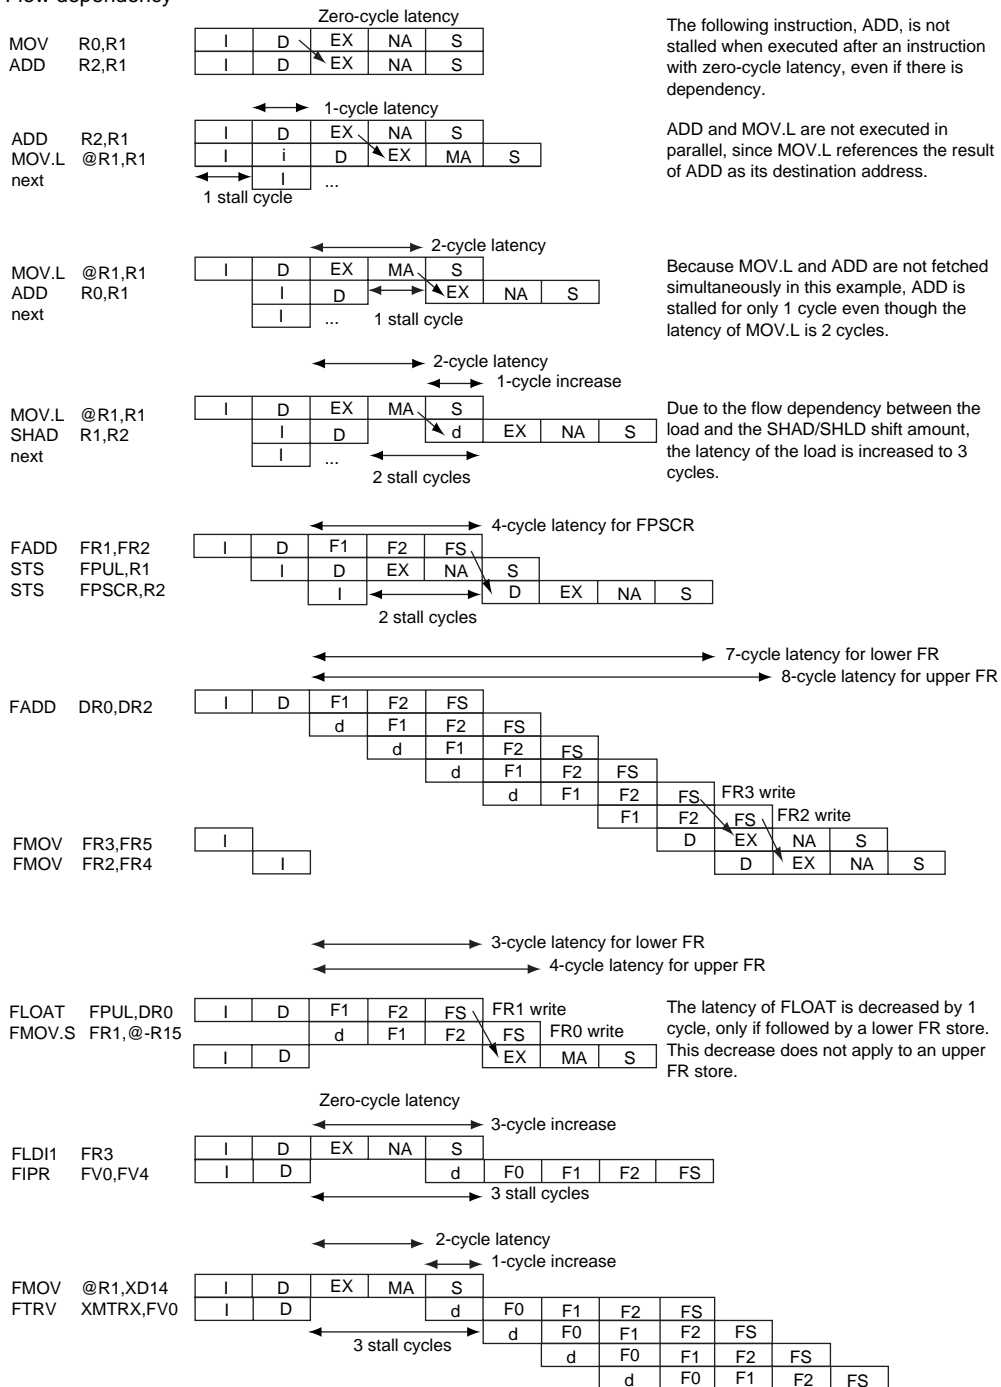 Flow dependency
Zero-cycle latency
MOV R0,R1 I D EX NA S
ADD R2,R1 I D EX NA S
The following instruction, ADD, is not
stalled when executed after an instruction
with zero-cycle latency, even if there is
dependency.
1-cycle latency
ADD R2,R1 I D EX NA S
MOV.L @R1,R1 I i D EX MA S
next I ...
1 stall cycle
ADD and MOV.L are not executed in
parallel, since MOV.L references the result
of ADD as its destination address.
2-cycle latency
MOV.L @R1,R1 I D EX MA S
ADD R0,R1 I D EX NA S
next I ... 1 stall cycle
Because MOV.L and ADD are not fetched
simultaneously in this example, ADD is
stalled for only 1 cycle even though the
latency of MOV.L is 2 cycles.
2-cycle latency
1-cycle increase
MOV.L @R1,R1 I D EX MA S
SHAD R1,R2 I D d EX NA S
next I ...
2 stall cycles
Due to the flow dependency between the
load and the SHAD/SHLD shift amount,
the latency of the load is increased to 3
cycles.
4-cycle latency for FPSCR
FADD FR1,FR2 I D F1 F2 FS
STS FPUL,R1 I D EX NA S
STS FPSCR,R2 I D EX NA S
2 stall cycles
7-cycle latency for lower FR
8-cycle latency for upper FR
FADD DR0,DR2 I D F1 F2 FS
d F1 F2 FS
d F1 F2 FS
d F1 F2 FS
d F1 F2 FS FR3 write
F1 F2 FS FR2 write
FMOV FR3,FR5 I D EX NA S
FMOV FR2,FR4 I D EX NA S
3-cycle latency for lower FR
4-cycle latency for upper FR
FLOAT FPUL,DR0 I D F1 F2 FS FR1 write
FMOV.S FR1,@-R15 d F1 F2 FS FR0 write
I D EX MA S
The latency of FLOAT is decreased by 1
cycle, only if followed by a lower FR store.
This decrease does not apply to an upper
FR store.
Zero-cycle latency
3-cycle increase
FLDI1 FR3 I D EX NA S
FIPR FV0,FV4 I D d F0 F1 F2 FS
3 stall cycles
2-cycle latency
1-cycle increase
FMOV @R1,XD14 I D EX MA S
FTRV XMTRX,FV0 I D d F0 F1 F2 FS
3 stall cycles d F0 F1 F2 FS
d F0 F1 F2 FS
d F0 F1 F2 FS